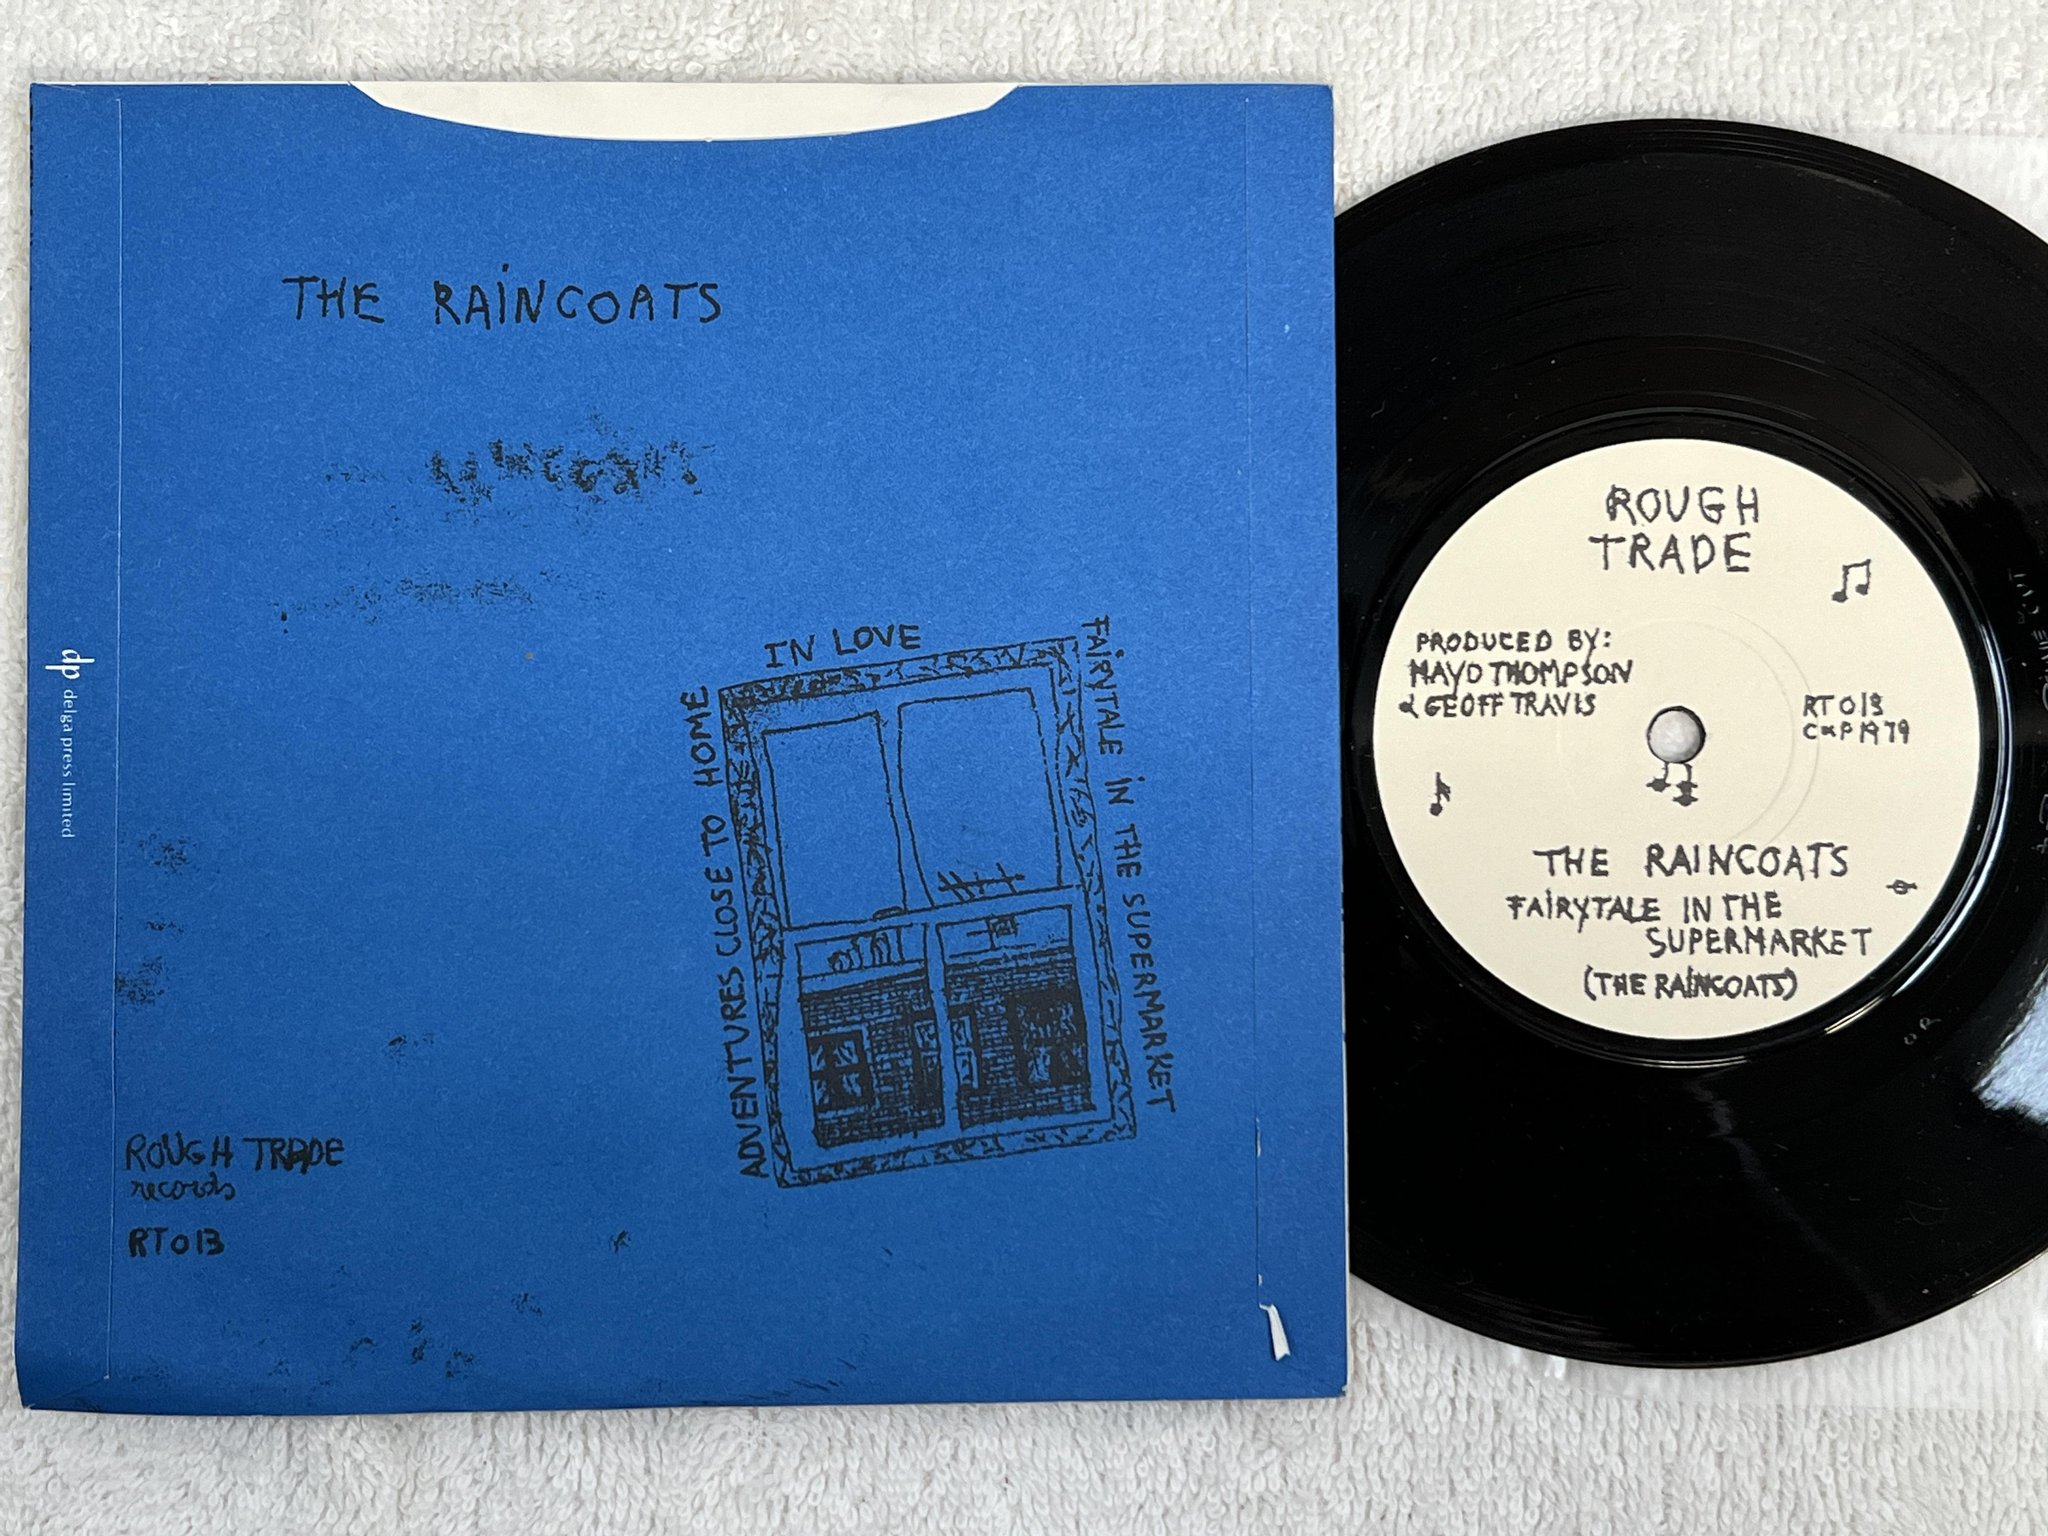 THE RAINCOATS
IN LOVE
FAIRYTALE IN THE SUPERMARKET
ADVENTURES CLOSE TO HOME
dp delga press limited
ROUGH TRADE
records
RT013
ROUGH
TRADE
PRODUCED BY:
MAYO THOMPSON
& GEOFF TRAVIS
RT013
C&P1979
THE RAINCOATS
FAIRYTALE IN THE
SUPERMARKET
(THE RAINCOATS)